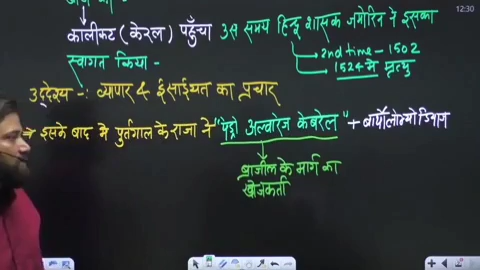 12:30
कालीकट (केरल) पहुँचा उस समय हिन्दू शासक जमोरिन ने इसका
स्वागत किया -
2nd time - 1502
1524 में मृत्यु
उद्देश्य -: व्यापार & ईसाईयत का प्रचार
→ इसके बाद में पुर्तगाल के राजा ने "पेड्रो अल्वारेज केबरेल" + बार्थोलोम्यो डियाज
ब्राजील के मार्ग का
खोजकर्ता